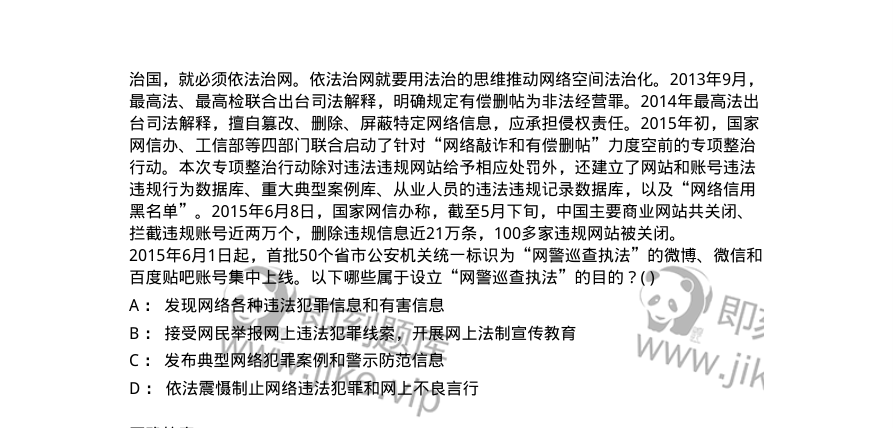 治国，就必须依法治网。依法治网就要用法治的思维推动网络空间法治化。2013年9月，
最高法、最高检联合出台司法解释，明确规定有偿删帖为非法经营罪。2014年最高法出
台司法解释，擅自篡改、删除、屏蔽特定网络信息，应承担侵权责任。2015年初，国家
网信办、工信部等四部门联合启动了针对“网络敲诈和有偿删帖”力度空前的专项整治
行动。本次专项整治行动除对违法违规网站给予相应处罚外，还建立了网站和账号违法
违规行为数据库、重大典型案例库、从业人员的违法违规记录数据库，以及“网络信用
黑名单”。2015年6月8日，国家网信办称，截至5月下旬，中国主要商业网站共关闭、
拦截违规账号近两万个，删除违规信息近21万条，100多家违规网站被关闭。
2015年6月1日起，首批50个省市公安机关统一标识为“网警巡查执法”的微博、微信和
百度贴吧账号集中上线。以下哪些属于设立“网警巡查执法”的目的？( )
A： 发现网络各种违法犯罪信息和有害信息
B： 接受网民举报网上违法犯罪线索，开展网上法制宣传教育
C： 发布典型网络犯罪案例和警示防范信息
D： 依法震慑制止网络违法犯罪和网上不良言行
即刻题库
www.jike.vip
即刻
www.jik